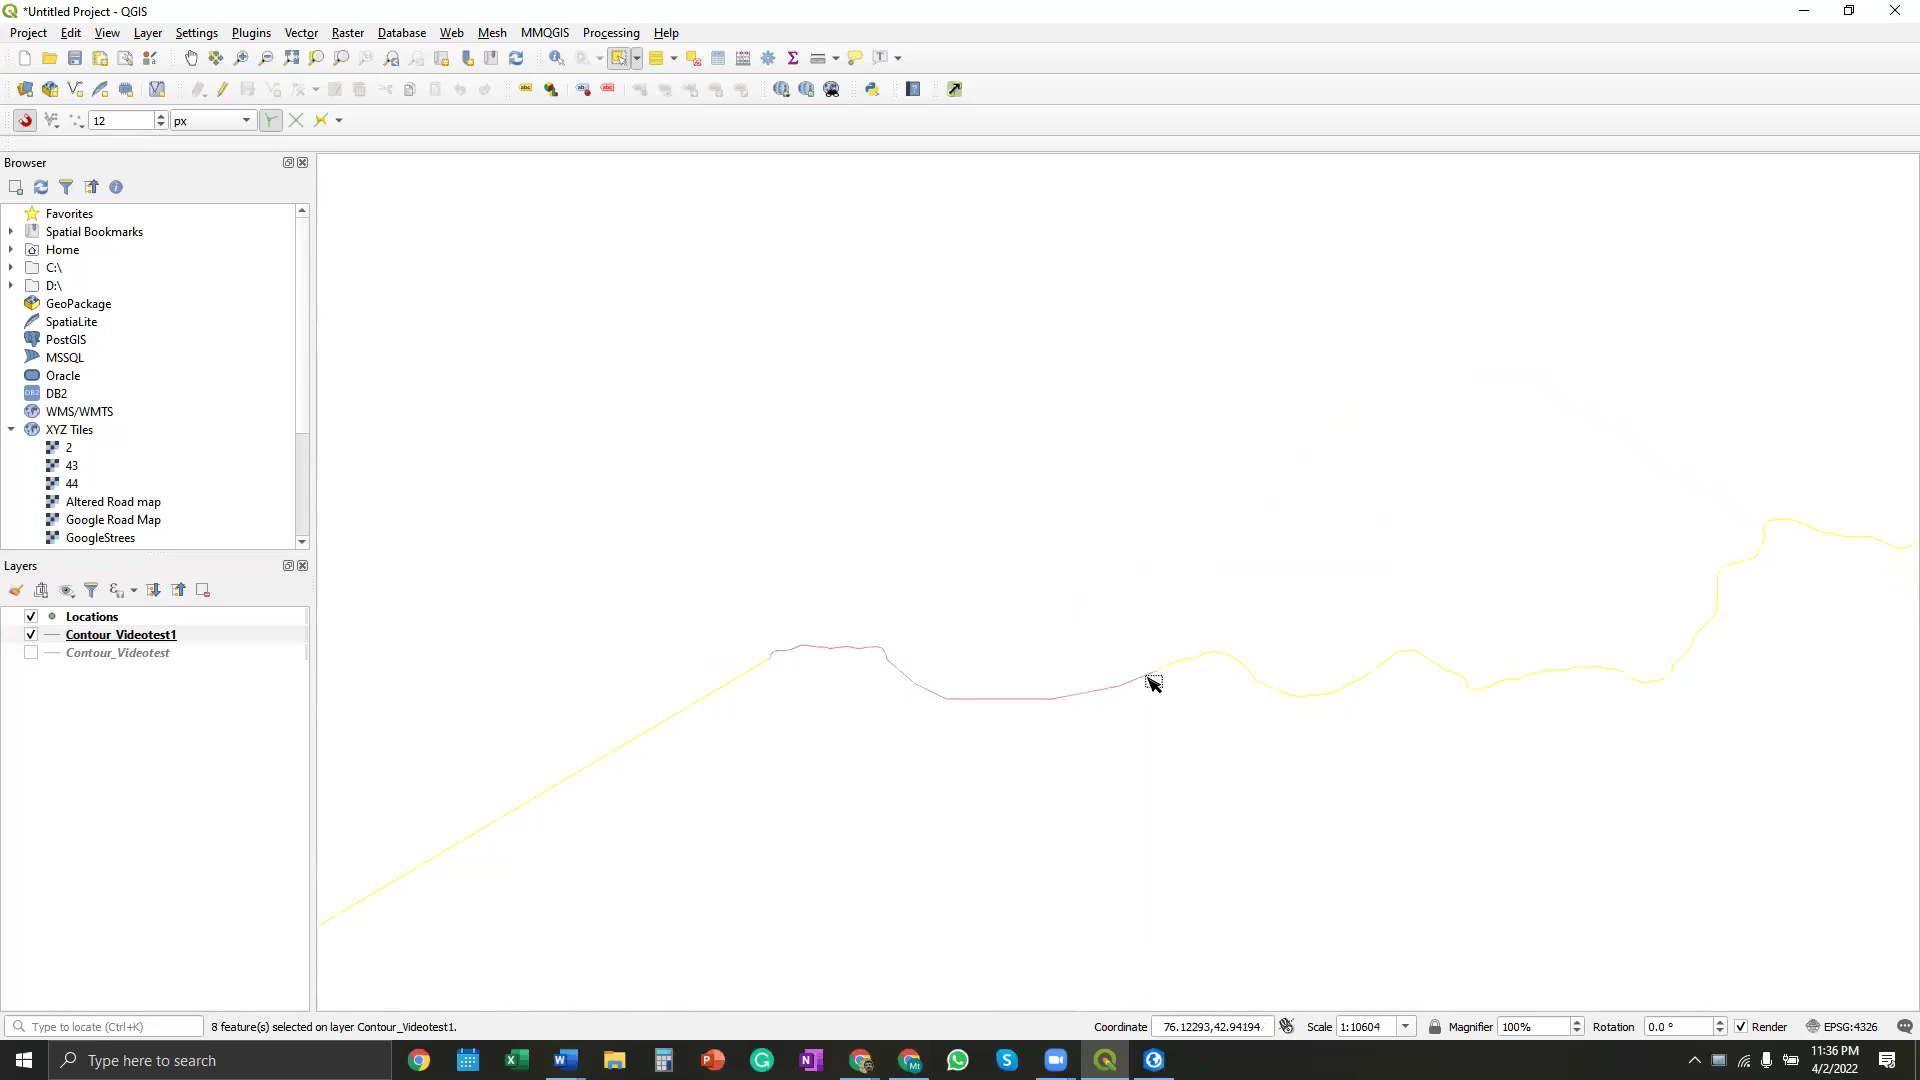 *Untitled Project - QGIS
Project Edit View Layer Settings Plugins Vector Raster Database Web Mesh MMQGIS Processing Help
12 px
Browser
Favorites
Spatial Bookmarks
Home
C:\
D:\
GeoPackage
SpatiaLite
PostGIS
MSSQL
Oracle
DB2
WMS/WMTS
XYZ Tiles
2
43
44
Altered Road map
Google Road Map
GoogleStrees
Layers
Locations
Contour_Videotest1
Contour_Videotest
Type to locate (Ctrl+K) 8 feature(s) selected on layer Contour_Videotest1. Coordinate 76.12293,42.94194 Scale 1:10604 Magnifier 100% Rotation 0.0 ° Render EPSG:4326
Type here to search
11:36 PM
4/2/2022